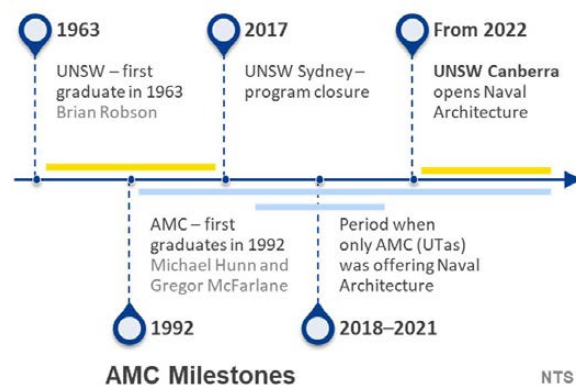 1963
UNSW – first
graduate in 1963
Brian Robson
2017
UNSW Sydney –
program closure
From 2022
UNSW Canberra
opens Naval
Architecture
AMC – first
graduates in 1992
Michael Hunn and
Gregor McFarlane
1992
Period when
only AMC (UTas)
was offering Naval
Architecture
2018–2021
AMC Milestones
NTS